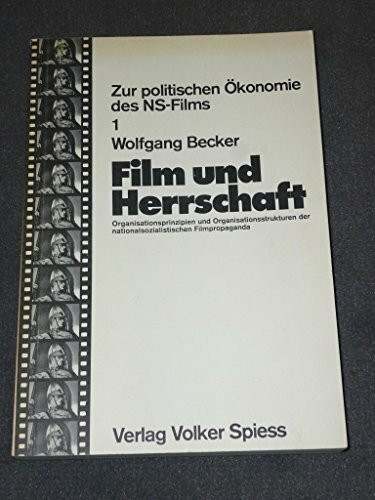 Zur politischen Ökonomie
des NS-Films
1
Wolfgang Becker
Film und
Herrschaft
Organisationsprinzipien und Organisationsstrukturen der
nationalsozialistischen Filmpropaganda
Verlag Volker Spiess